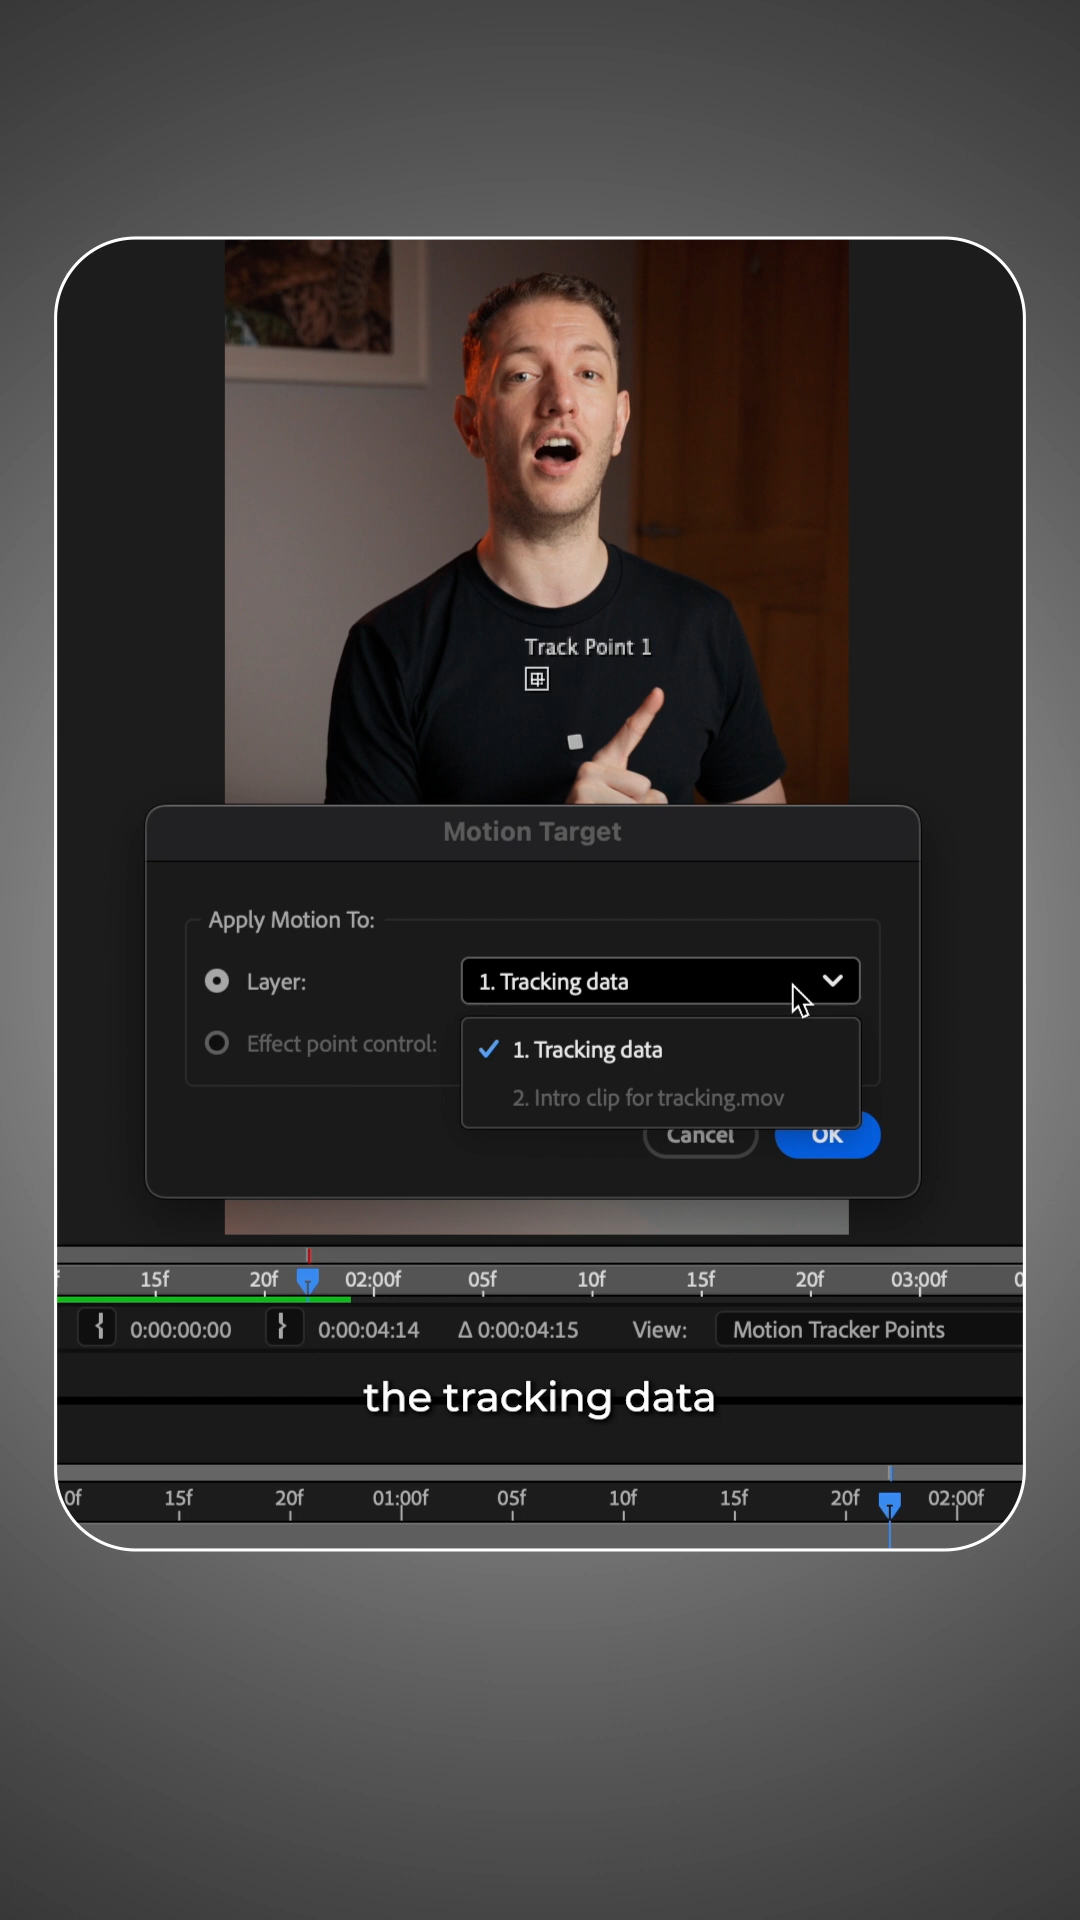 Track Point 1
Motion Target
Apply Motion To:
Layer:
1. Tracking data
Effect point control:
1. Tracking data
2. Intro clip for tracking.mov
Cancel
OK
15f 20f 02:00f 05f 10f 15f 20f 03:00f
{ 0:00:00:00 } 0:00:04:14 Δ 0:00:04:15 View: Motion Tracker Points
the tracking data
0f 15f 20f 01:00f 05f 10f 15f 20f 02:00f